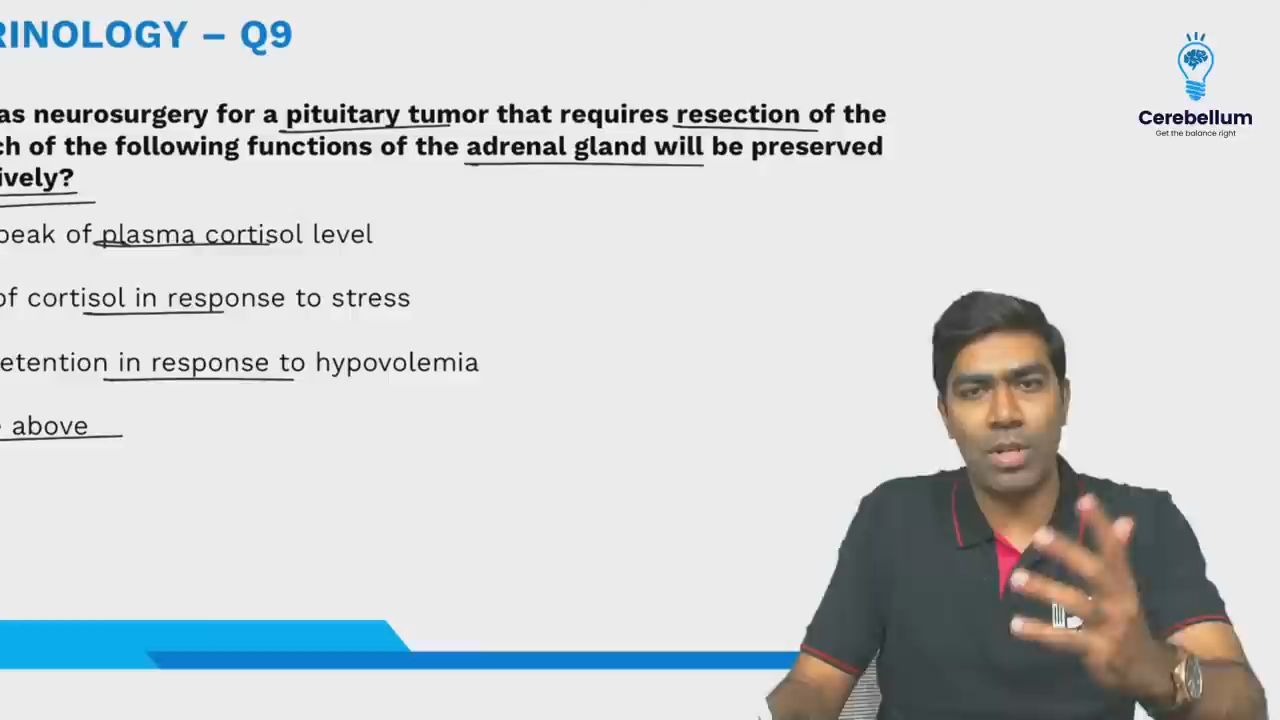 RINOLOGY – Q9
as neurosurgery for a pituitary tumor that requires resection of the
ch of the following functions of the adrenal gland will be preserved
ively?
peak of plasma cortisol level
of cortisol in response to stress
etention in response to hypovolemia
above
Cerebellum
Get the balance right